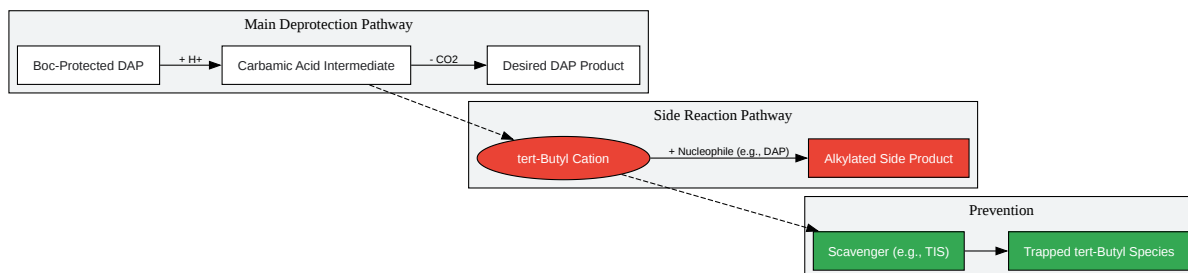 Main Deprotection Pathway
Boc-Protected DAP
+ H+
Carbamic Acid Intermediate
- CO2
Desired DAP Product
Side Reaction Pathway
tert-Butyl Cation
+ Nucleophile (e.g., DAP)
Alkylated Side Product
Prevention
Scavenger (e.g., TIS)
Trapped tert-Butyl Species